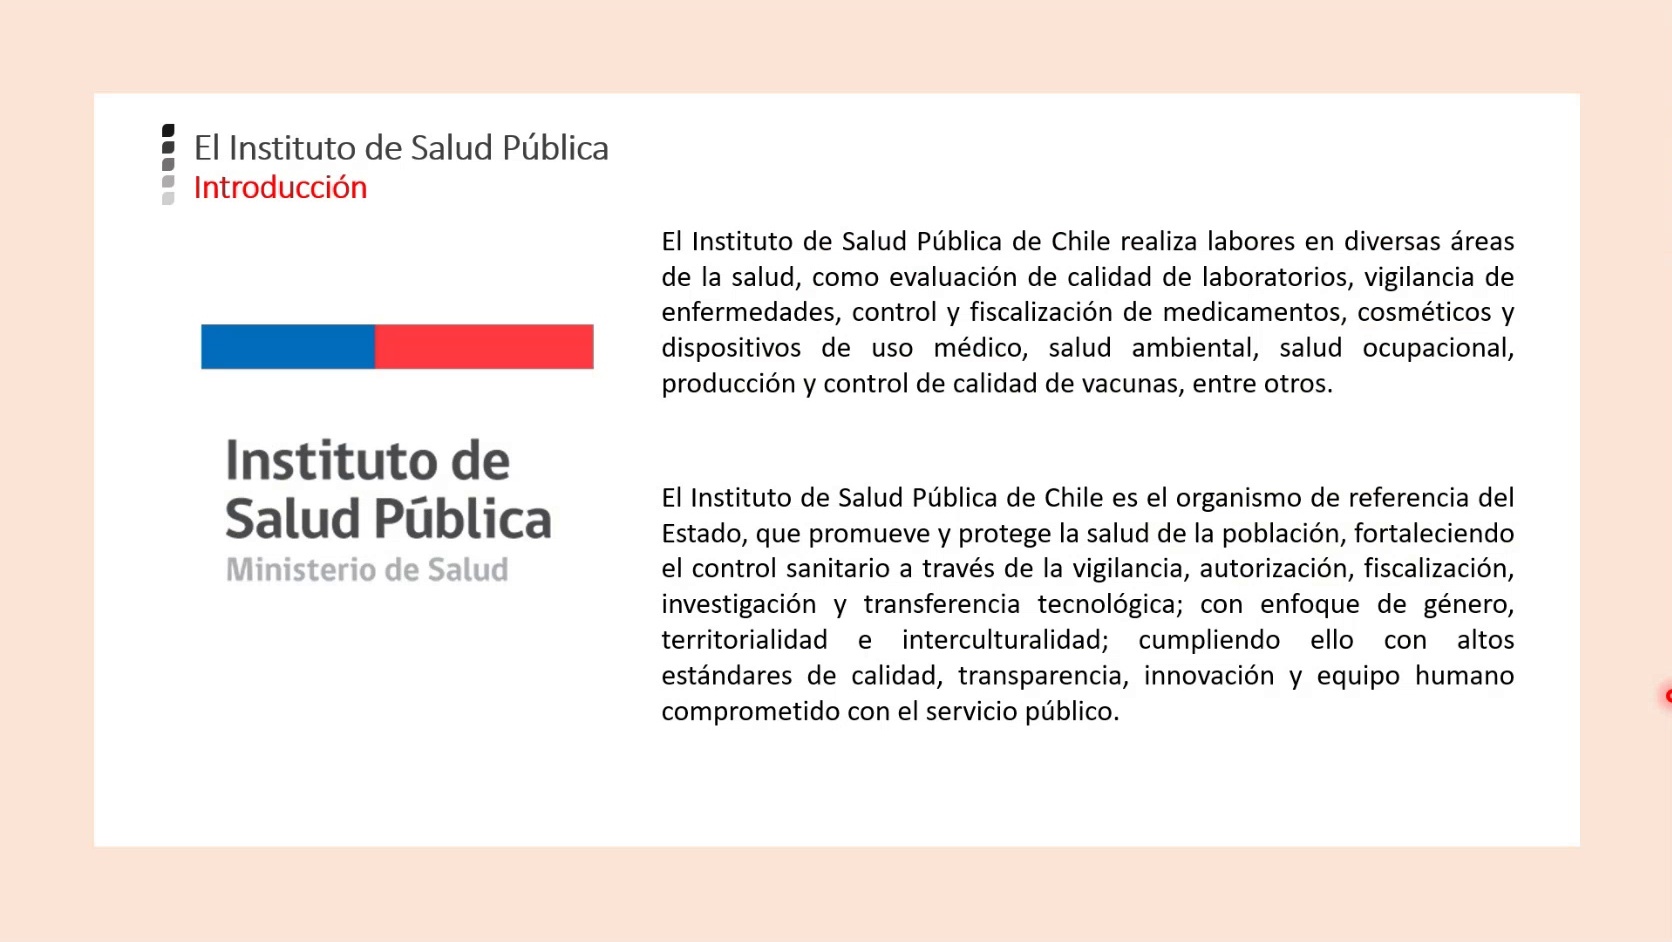 El Instituto de Salud Pública
Introducción
El Instituto de Salud Pública de Chile realiza labores en diversas áreas
de la salud, como evaluación de calidad de laboratorios, vigilancia de
enfermedades, control y fiscalización de medicamentos, cosméticos y
dispositivos de uso médico, salud ambiental, salud ocupacional,
producción y control de calidad de vacunas, entre otros.
Instituto de
Salud Pública
Ministerio de Salud
El Instituto de Salud Pública de Chile es el organismo de referencia del
Estado, que promueve y protege la salud de la población, fortaleciendo
el control sanitario a través de la vigilancia, autorización, fiscalización,
investigación y transferencia tecnológica; con enfoque de género,
territorialidad e interculturalidad; cumpliendo ello con altos
estándares de calidad, transparencia, innovación y equipo humano
comprometido con el servicio público.